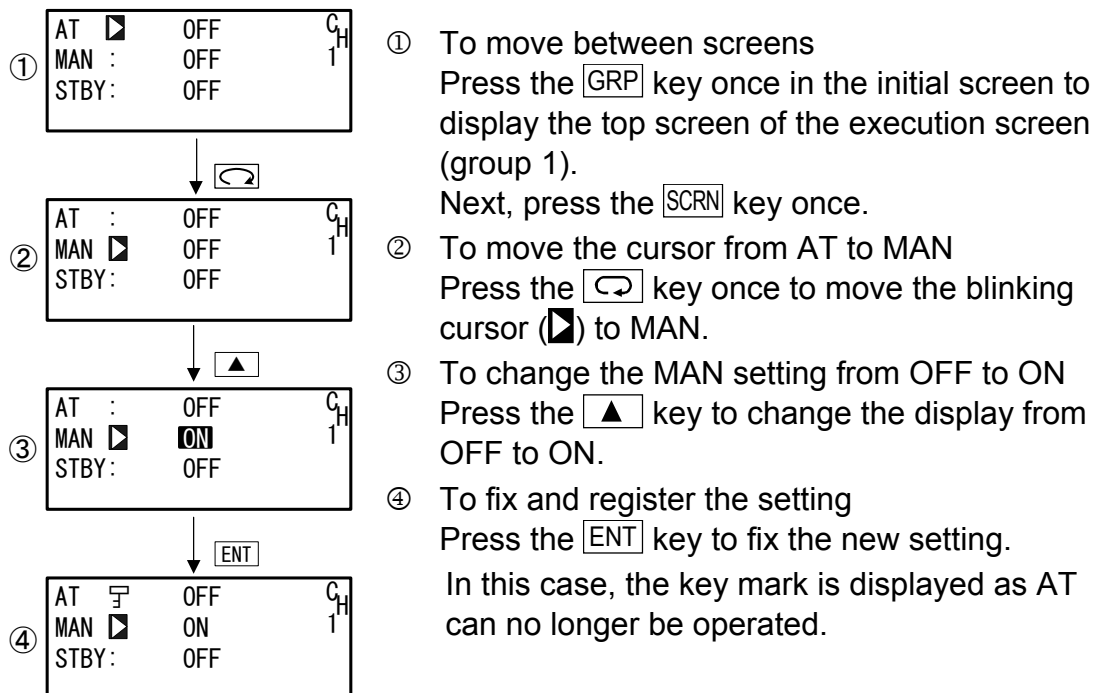 ①
AT OFF CH1
MAN : OFF
STBY: OFF
②
AT : OFF CH1
MAN OFF
STBY: OFF
③
AT : OFF CH1
MAN ON
STBY: OFF
ENT
④
AT OFF CH1
MAN ON
STBY: OFF
① To move between screens
Press the GRP key once in the initial screen to
display the top screen of the execution screen
(group 1).
Next, press the SCRN key once.
② To move the cursor from AT to MAN
Press the key once to move the blinking
cursor ( ) to MAN.
③ To change the MAN setting from OFF to ON
Press the ▲ key to change the display from
OFF to ON.
④ To fix and register the setting
Press the ENT key to fix the new setting.
In this case, the key mark is displayed as AT
can no longer be operated.